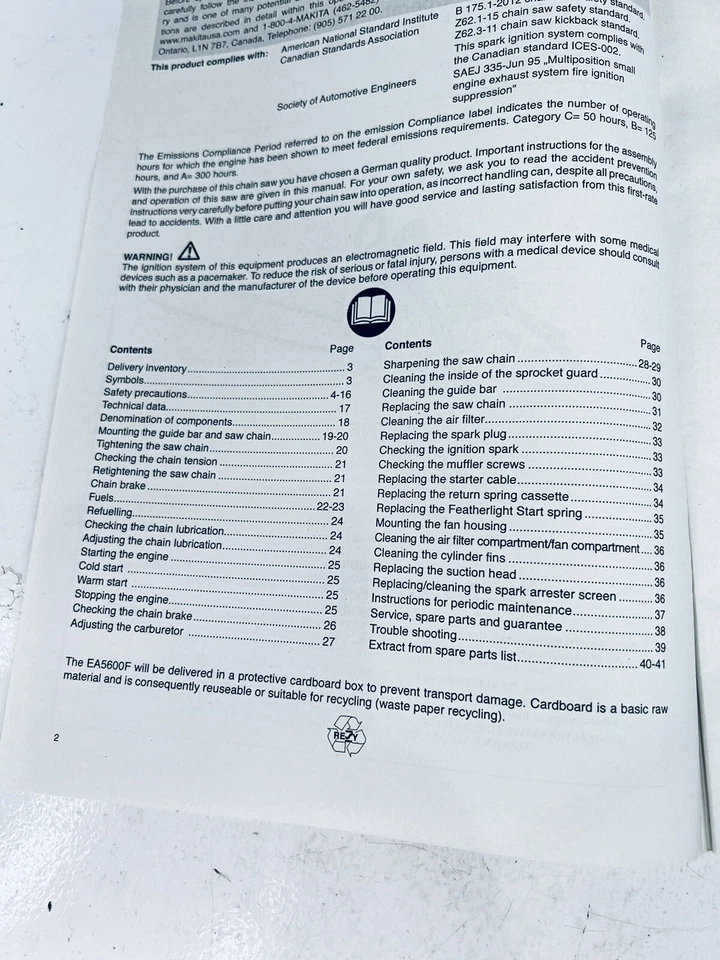 carefully follow the
ry and is one of many potential
tions are described in detail within this
www.makitausa.com and 1-800-4-MAKITA (462-5482)
Ontario, L1N 7B7, Canada, Telephone: (905) 571 22 00.
This product complies with:
American National Standard Institute
Canadian Standards Association
Society of Automotive Engineers
B 175.1-2012 safety standard.
Z62.1-15 chain saw safety standard.
Z62.3-11 chain saw kickback standard.
This spark ignition system complies with
the Canadian standard ICES-002.
SAEJ 335-Jun 95 „Multiposition small
engine exhaust system fire ignition
suppression”
The Emissions Compliance Period referred to on the emission Compliance label indicates the number of operating
hours for which the engine has been shown to meet federal emissions requirements. Category C= 50 hours, B= 125
hours, and A= 300 hours.
With the purchase of this chain saw you have chosen a German quality product. Important instructions for the assembly
and operation of this saw are given in this manual. For your own safety, we ask you to read the accident prevention
instructions very carefully before putting your chain saw into operation, as incorrect handling can, despite all precautions,
lead to accidents. With a little care and attention you will have good service and lasting satisfaction from this first-rate
product.
WARNING!
The ignition system of this equipment produces an electromagnetic field. This field may interfere with some medical
devices such as a pacemaker. To reduce the risk of serious or fatal injury, persons with a medical device should consult
with their physician and the manufacturer of the device before operating this equipment.
Contents Page
Delivery inventory 3
Symbols 3
Safety precautions 4-16
Technical data 17
Denomination of components 18
Mounting the guide bar and saw chain 19-20
Tightening the saw chain 20
Checking the chain tension 21
Retightening the saw chain 21
Chain brake 21
Fuels 22-23
Refuelling 24
Checking the chain lubrication 24
Adjusting the chain lubrication 24
Starting the engine 25
Cold start 25
Warm start 25
Stopping the engine 25
Checking the chain brake 26
Adjusting the carburetor 27
Contents Page
Sharpening the saw chain 28-29
Cleaning the inside of the sprocket guard 30
Cleaning the guide bar 30
Replacing the saw chain 31
Cleaning the air filter 32
Replacing the spark plug 33
Checking the ignition spark 33
Checking the muffler screws 33
Replacing the starter cable 34
Replacing the return spring cassette 34
Replacing the Featherlight Start spring 35
Mounting the fan housing 35
Cleaning the air filter compartment/fan compartment 36
Cleaning the cylinder fins 36
Replacing the suction head 36
Replacing/cleaning the spark arrester screen 36
Instructions for periodic maintenance 37
Service, spare parts and guarantee 38
Trouble shooting 39
Extract from spare parts list 40-41
The EA5600F will be delivered in a protective cardboard box to prevent transport damage. Cardboard is a basic raw
material and is consequently reuseable or suitable for recycling (waste paper recycling).
REZY
2